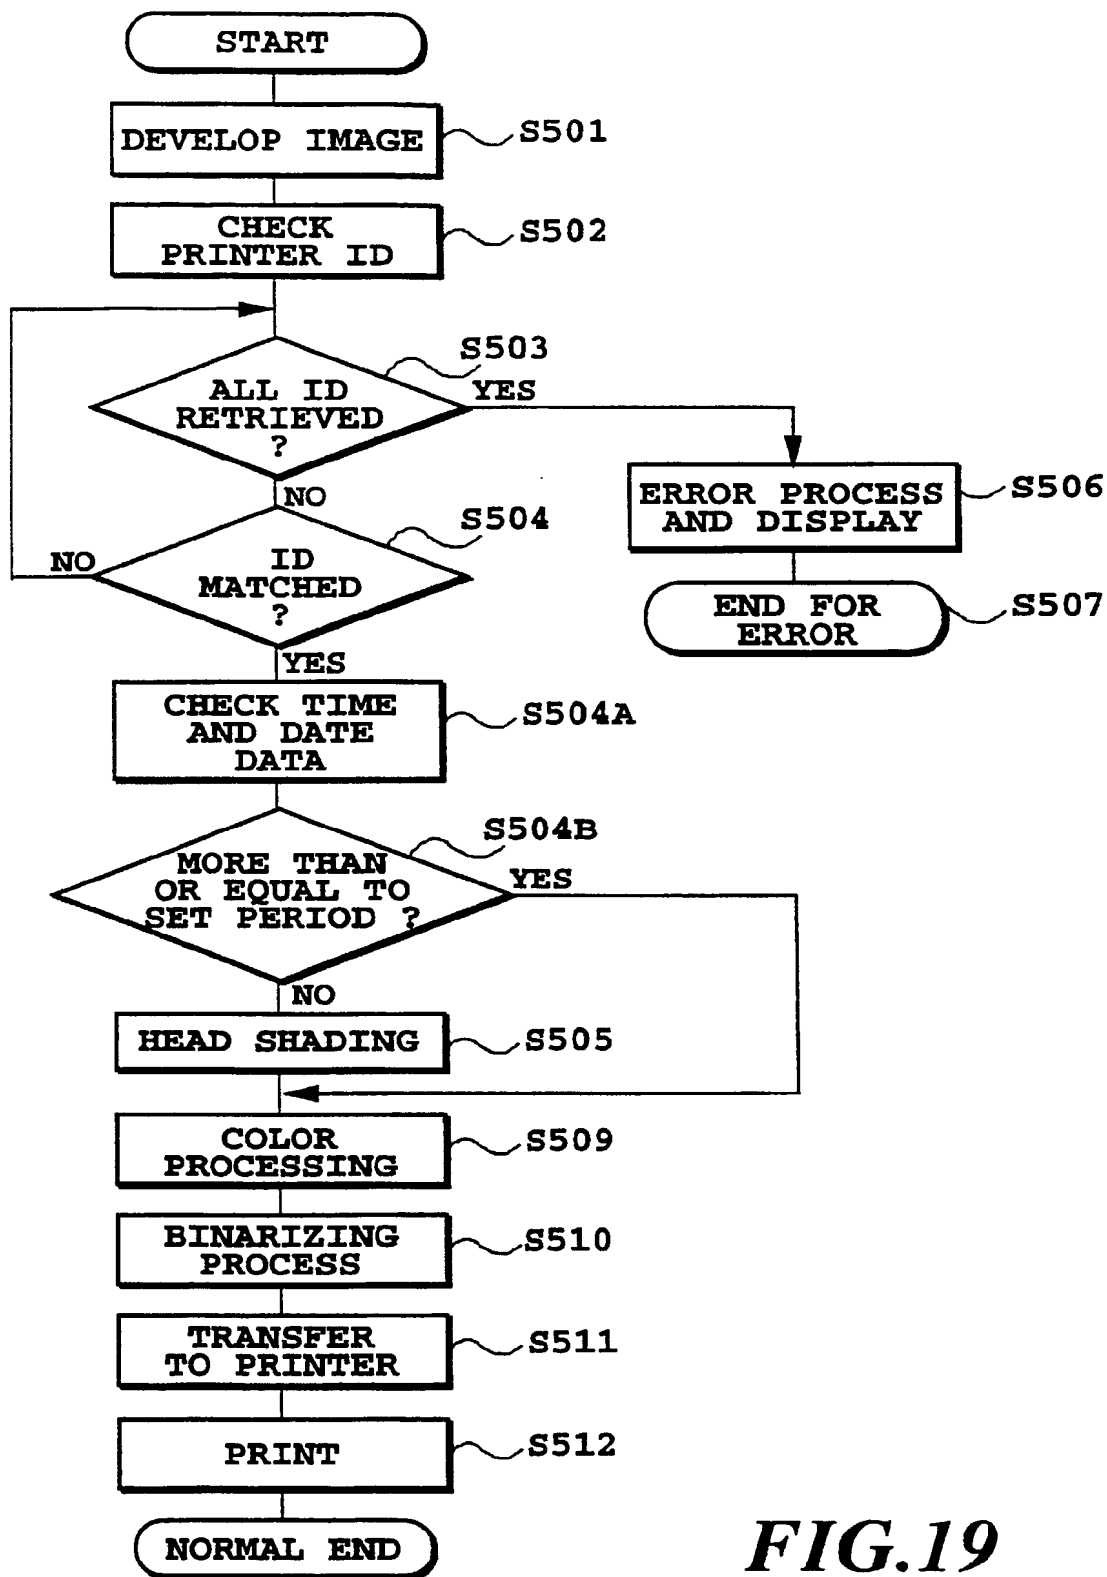 START
DEVELOP IMAGE
S501
CHECK
PRINTER ID
S502
S503
ALL ID
RETRIEVED
?
YES
NO
ERROR PROCESS
AND DISPLAY
S506
S504
ID
MATCHED
?
NO
YES
END FOR
ERROR
S507
CHECK TIME
AND DATE
DATA
S504A
S504B
MORE THAN
OR EQUAL TO
SET PERIOD ?
YES
NO
HEAD SHADING
S505
COLOR
PROCESSING
S509
BINARIZING
PROCESS
S510
TRANSFER
TO PRINTER
S511
PRINT
S512
NORMAL END
FIG.19